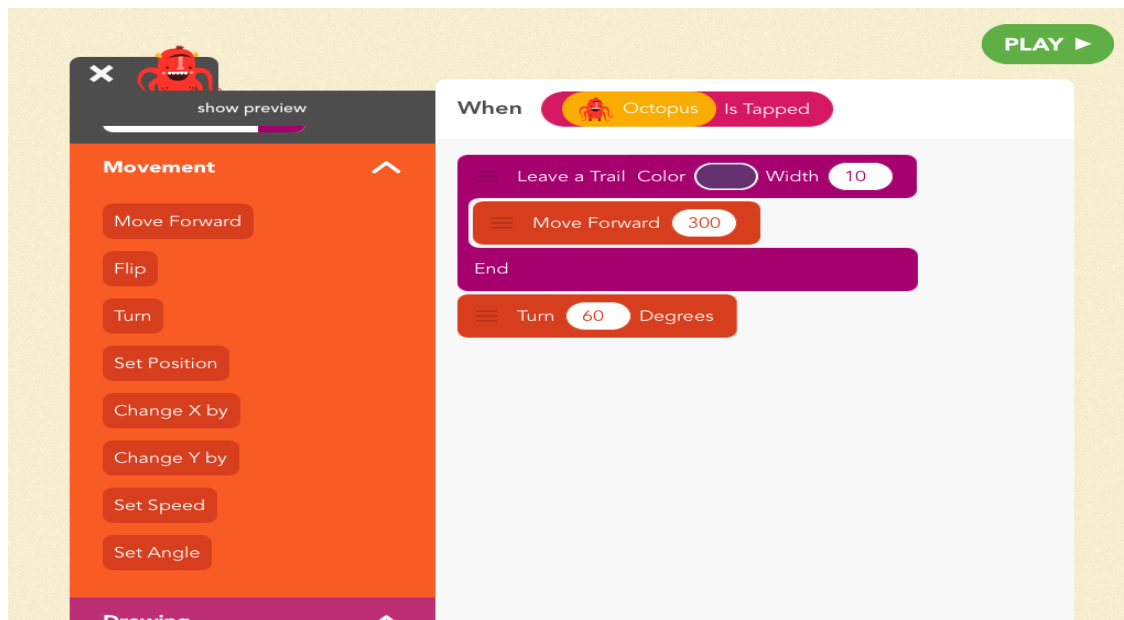 PLAY
show preview
Movement
Move Forward
Flip
Turn
Set Position
Change X by
Change Y by
Set Speed
Set Angle
Drawing
When Octopus Is Tapped
Leave a Trail Color Width 10
Move Forward 300
End
Turn 60 Degrees